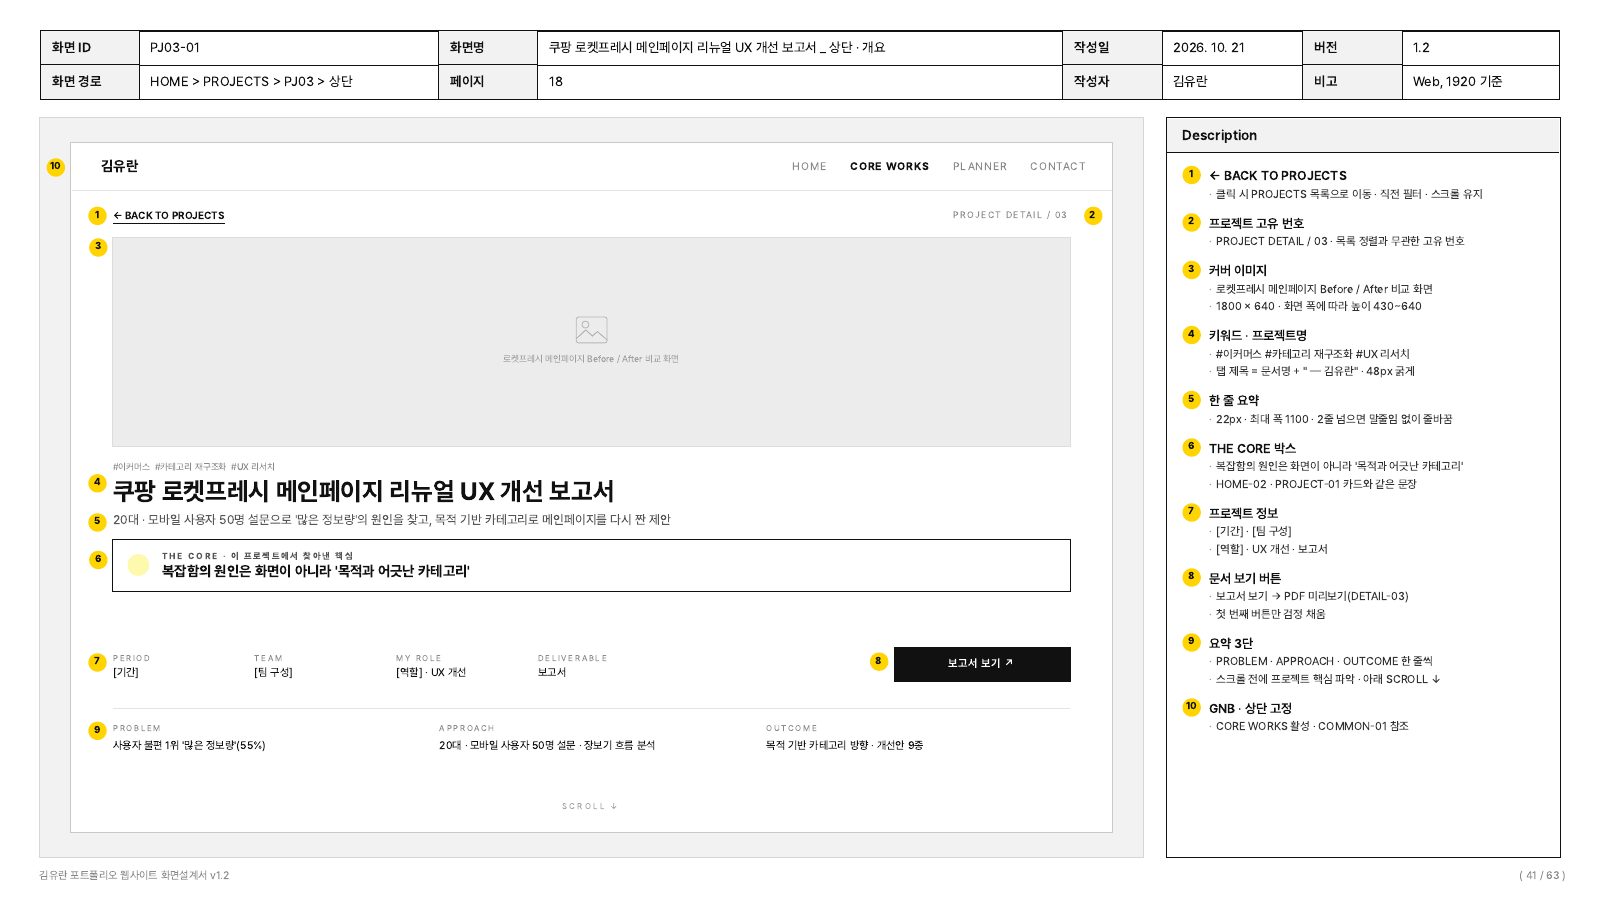 화면 ID PJ03-01 화면명 쿠팡 로켓프레시 메인페이지 리뉴얼 UX 개선 보고서 _ 상단 · 개요 작성일 2026. 10. 21 버전 1.2
화면 경로 HOME > PROJECTS > PJ03 > 상단 페이지 18 작성자 김유란 비고 Web, 1920 기준
10 김유란 HOME CORE WORKS PLANNER CONTACT
1 ← BACK TO PROJECTS PROJECT DETAIL / 03 2
3
로켓프레시 메인페이지 Before / After 비교 화면
#이커머스 #카테고리 재구조화 #UX 리서치
4 쿠팡 로켓프레시 메인페이지 리뉴얼 UX 개선 보고서
5 20대 · 모바일 사용자 50명 설문으로 '많은 정보량'의 원인을 찾고, 목적 기반 카테고리로 메인페이지를 다시 짠 제안
6 THE CORE · 이 프로젝트에서 찾아낸 핵심
복잡함의 원인은 화면이 아니라 '목적과 어긋난 카테고리'
7 PERIOD TEAM MY ROLE DELIVERABLE
[기간] [팀 구성] [역할] · UX 개선 보고서
8 보고서 보기 ↗
9 PROBLEM APPROACH OUTCOME
사용자 불편 1위 '많은 정보량'(55%) 20대 · 모바일 사용자 50명 설문 · 장보기 흐름 분석 목적 기반 카테고리 방향 · 개선안 9종
SCROLL ↓
Description
1 ← BACK TO PROJECTS
· 클릭 시 PROJECTS 목록으로 이동 · 직전 필터 · 스크롤 유지
2 프로젝트 고유 번호
· PROJECT DETAIL / 03 · 목록 정렬과 무관한 고유 번호
3 커버 이미지
· 로켓프레시 메인페이지 Before / After 비교 화면
· 1800 × 640 · 화면 폭에 따라 높이 430~640
4 키워드 · 프로젝트명
· #이커머스 #카테고리 재구조화 #UX 리서치
· 탭 제목 = 문서명 + " — 김유란" · 48px 굵게
5 한 줄 요약
· 22px · 최대 폭 1100 · 2줄 넘으면 말줄임 없이 줄바꿈
6 THE CORE 박스
· 복잡함의 원인은 화면이 아니라 '목적과 어긋난 카테고리'
· HOME-02 · PROJECT-01 카드와 같은 문장
7 프로젝트 정보
· [기간] · [팀 구성]
· [역할] · UX 개선 · 보고서
8 문서 보기 버튼
· 보고서 보기 → PDF 미리보기(DETAIL-03)
· 첫 번째 버튼만 검정 채움
9 요약 3단
· PROBLEM · APPROACH · OUTCOME 한 줄씩
· 스크롤 전에 프로젝트 핵심 파악 · 아래 SCROLL ↓
10 GNB · 상단 고정
· CORE WORKS 활성 · COMMON-01 참조
김유란 포트폴리오 웹사이트 화면설계서 v1.2
( 41 / 63 )